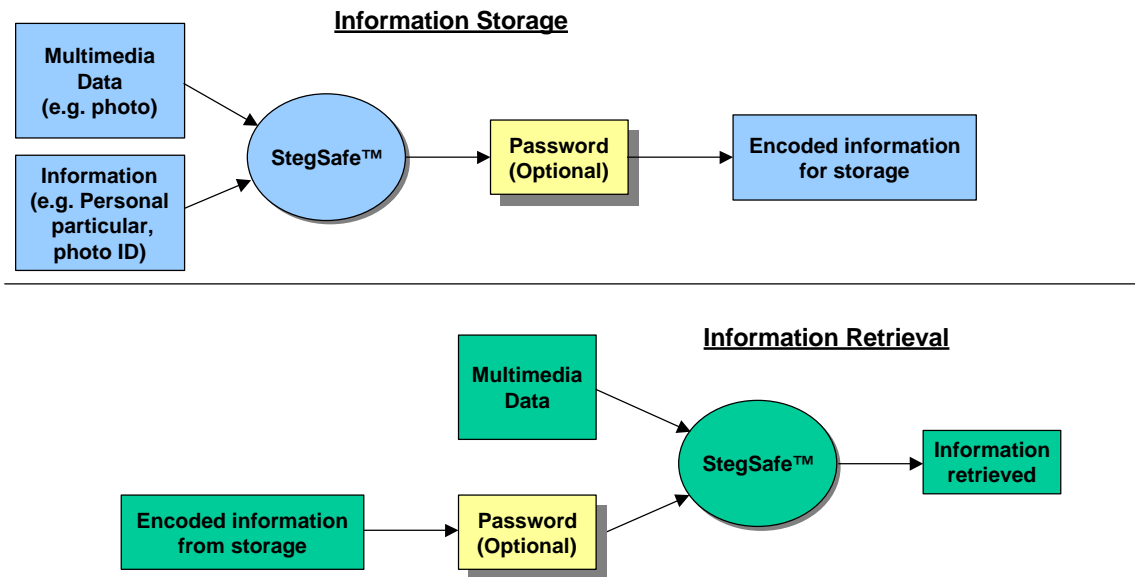 Information Storage
Multimedia
Data
(e.g. photo)
Information
(e.g. Personal
particular,
photo ID)
StegSafe™
Password
(Optional)
Encoded information
for storage
Information Retrieval
Multimedia
Data
StegSafe™
Information
retrieved
Encoded information
from storage
Password
(Optional)